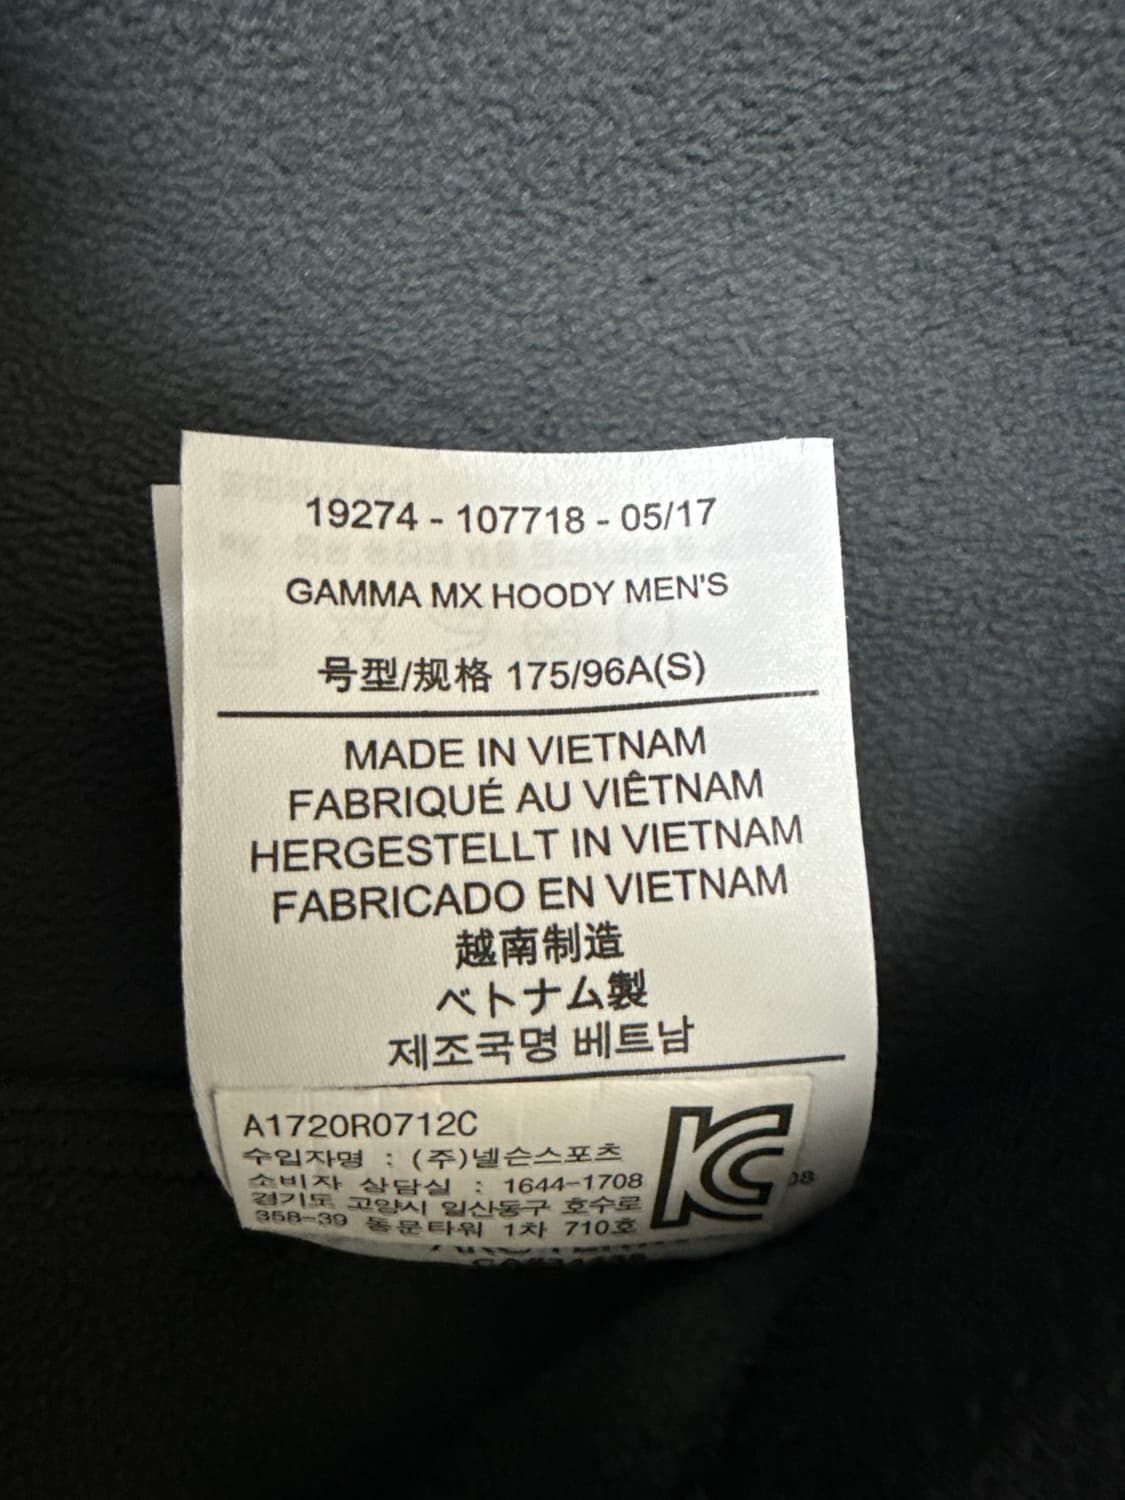 19274 - 107718 - 05/17
GAMMA MX HOODY MEN'S
号型/规格 175/96A(S)
MADE IN VIETNAM
FABRIQUÉ AU VIÊTNAM
HERGESTELLT IN VIETNAM
FABRICADO EN VIETNAM
越南制造
ベトナム製
제조국명 베트남
A1720R0712C
수입자명 : (주)넬슨스포츠
소비자 상담실 : 1644-1708
경기도 고양시 일산동구 호수로
358-39 동문타워 1차 710호
KC
08